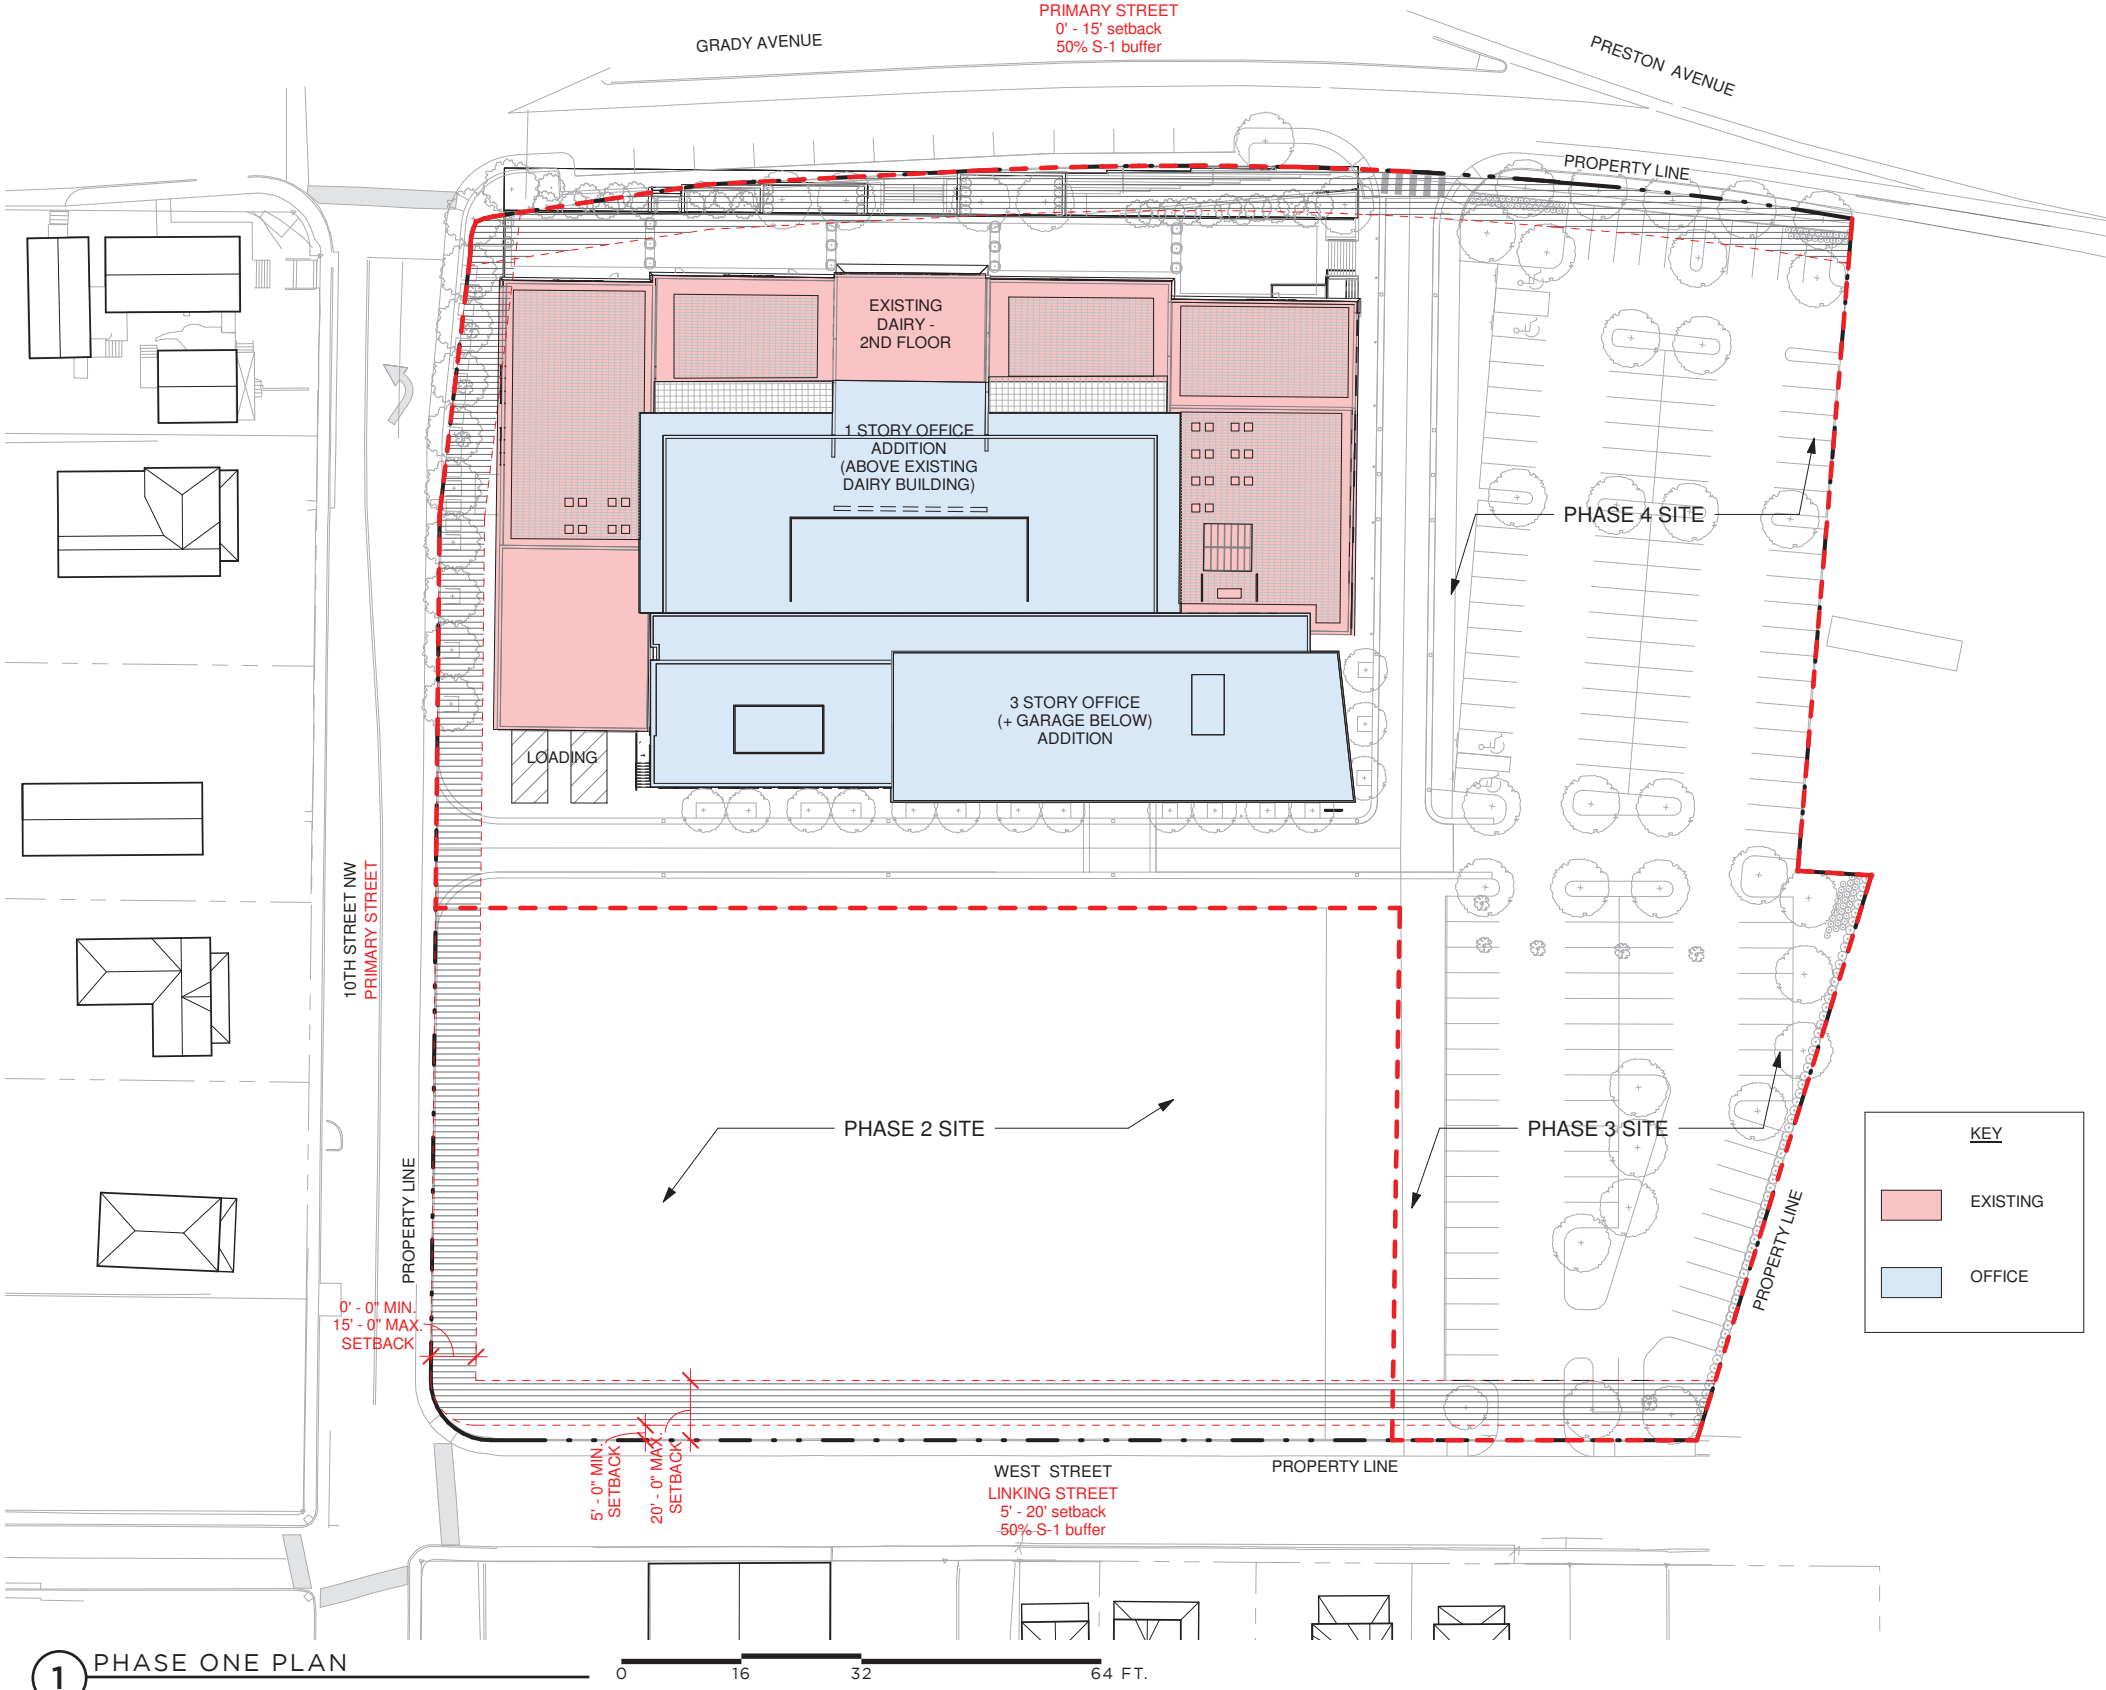 PRIMARY STREET
0' - 15' setback
50% S-1 buffer
GRADY AVENUE
PRESTON AVENUE
PROPERTY LINE
EXISTING
DAIRY -
2ND FLOOR
1 STORY OFFICE
ADDITION
(ABOVE EXISTING
DAIRY BUILDING)
PHASE 4 SITE
3 STORY OFFICE
(+ GARAGE BELOW)
ADDITION
LOADING
10TH STREET NW
PRIMARY STREET
PHASE 2 SITE
PHASE 3 SITE
KEY
EXISTING
OFFICE
PROPERTY LINE
PROPERTY LINE
0' - 0" MIN.
15' - 0" MAX.
SETBACK
5' - 0" MIN.
SETBACK
20' - 0" MAX.
SETBACK
WEST STREET
PROPERTY LINE
LINKING STREET
5' - 20' setback
50% S-1 buffer
1
PHASE ONE PLAN
0 16 32 64 FT.